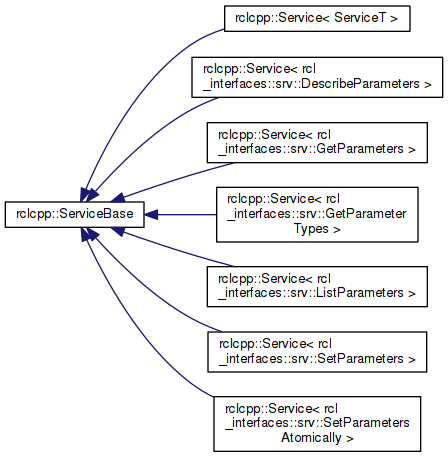 rclcpp::Service< ServiceT >
rclcpp::Service< rcl
_interfaces::srv::DescribeParameters >
rclcpp::Service< rcl
_interfaces::srv::GetParameters >
rclcpp::ServiceBase
rclcpp::Service< rcl
_interfaces::srv::GetParameter
Types >
rclcpp::Service< rcl
_interfaces::srv::ListParameters >
rclcpp::Service< rcl
_interfaces::srv::SetParameters >
rclcpp::Service< rcl
_interfaces::srv::SetParameters
Atomically >